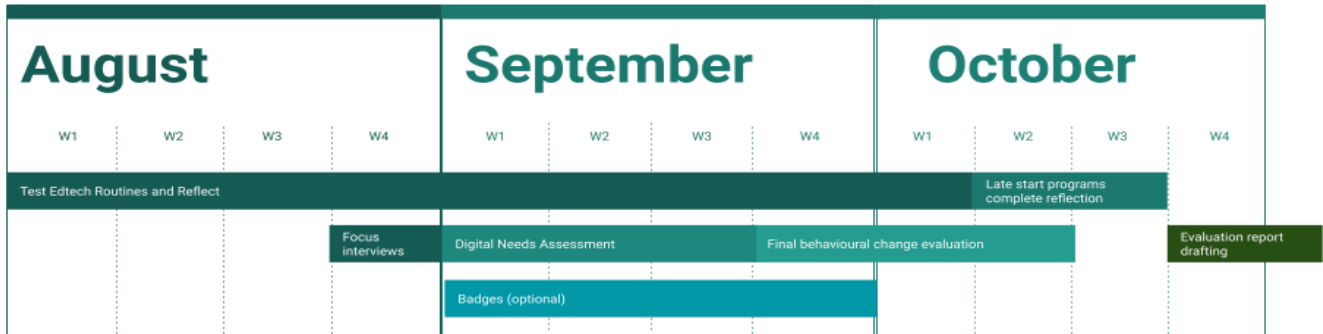 August September October
W1 W2 W3 W4 W1 W2 W3 W4 W1 W2 W3 W4
Test Edtech Routines and Reflect
Late start programs
complete reflection
Focus
interviews
Digital Needs Assessment
Final behavioural change evaluation
Evaluation report
drafting
Badges (optional)